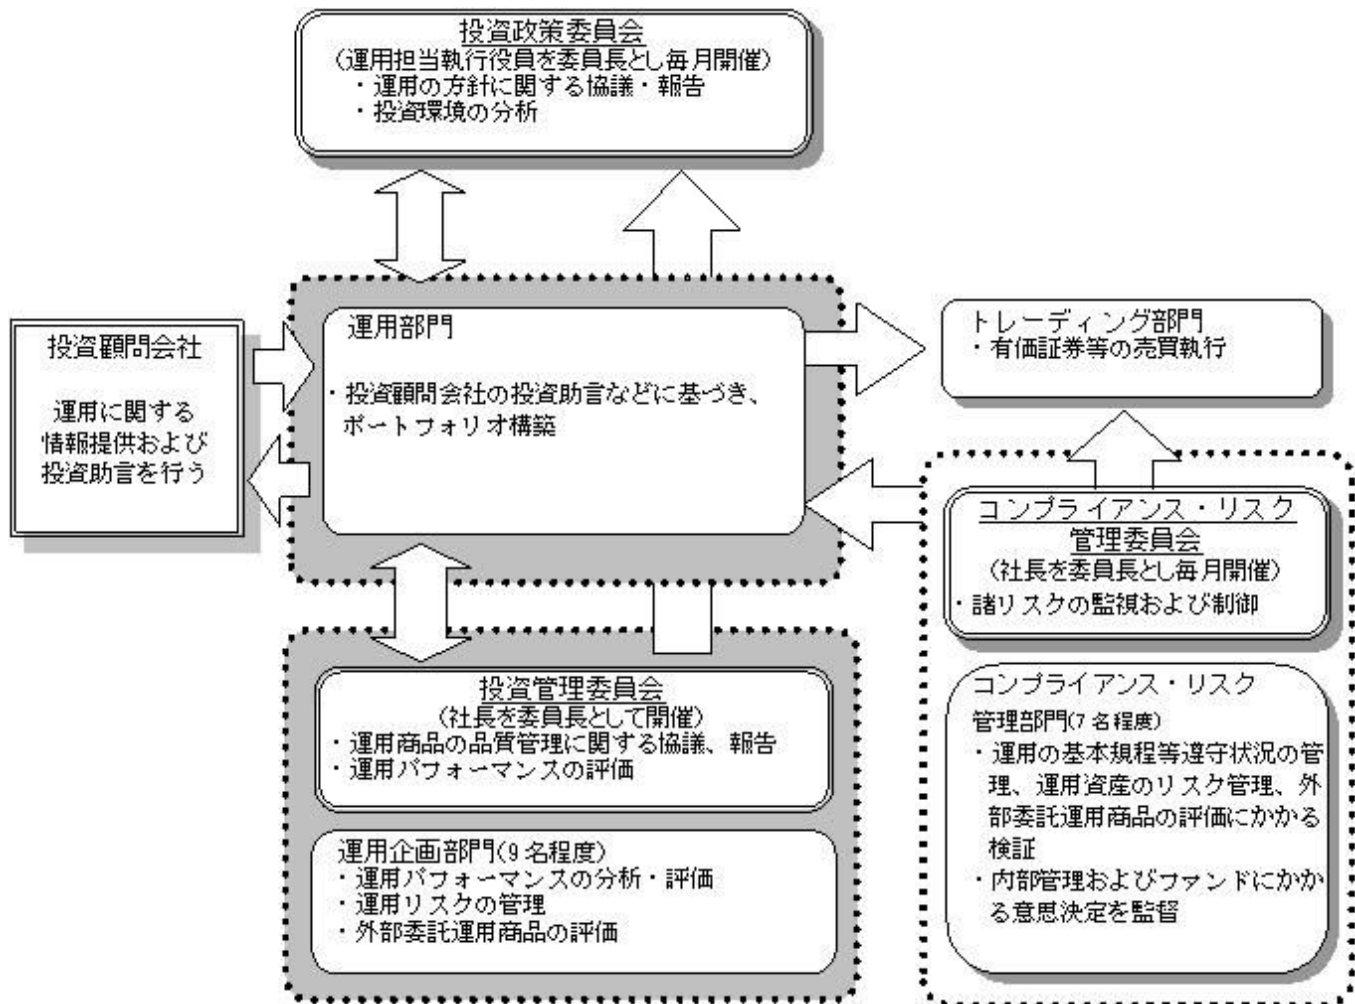 投資政策委員会
（運用担当執行役員を委員長とし毎月開催）
・運用の方針に関する協議・報告
・投資環境の分析
投資顧問会社
運用に関する
情報提供および
投資助言を行う
運用部門
・投資顧問会社の投資助言などに基づき、
ポートフォリオ構築
トレーディング部門
・有価証券等の売買執行
コンプライアンス・リスク
管理委員会
（社長を委員長とし毎月開催）
・諸リスクの監視および制御
コンプライアンス・リスク
管理部門（7名程度）
・運用の基本規程等遵守状況の管
理、運用資産のリスク管理、外
部委託運用商品の評価にかかる
検証
・内部管理およびファンドにかか
る意思決定を監督
投資管理委員会
（社長を委員長として開催）
・運用商品の品質管理に関する協議、報告
・運用パフォーマンスの評価
運用企画部門（9名程度）
・運用パフォーマンスの分析・評価
・運用リスクの管理
・外部委託運用商品の評価